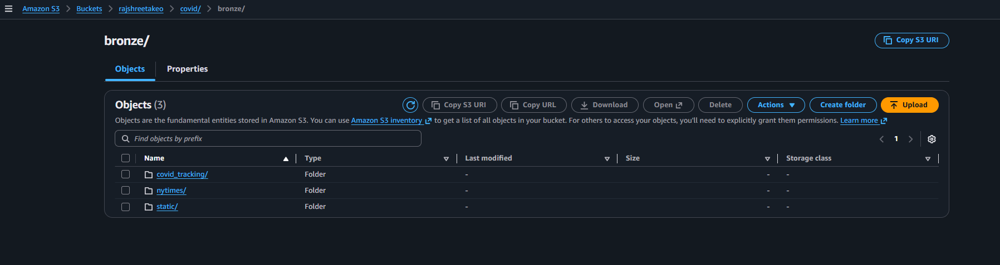 Amazon S3 > Buckets > rajshreetakeo > covid/ > bronze/
bronze/
Copy S3 URI
Objects
Properties
Objects (3)
Copy S3 URI
Copy URL
Download
Open
Delete
Actions
Create folder
Upload
Objects are the fundamental entities stored in Amazon S3. You can use Amazon S3 inventory to get a list of all objects in your bucket. For others to access your objects, you'll need to explicitly grant them permissions. Learn more
Find objects by prefix
1
Name Type Last modified Size Storage class
covid_tracking/ Folder - - -
nytimes/ Folder - - -
static/ Folder - - -